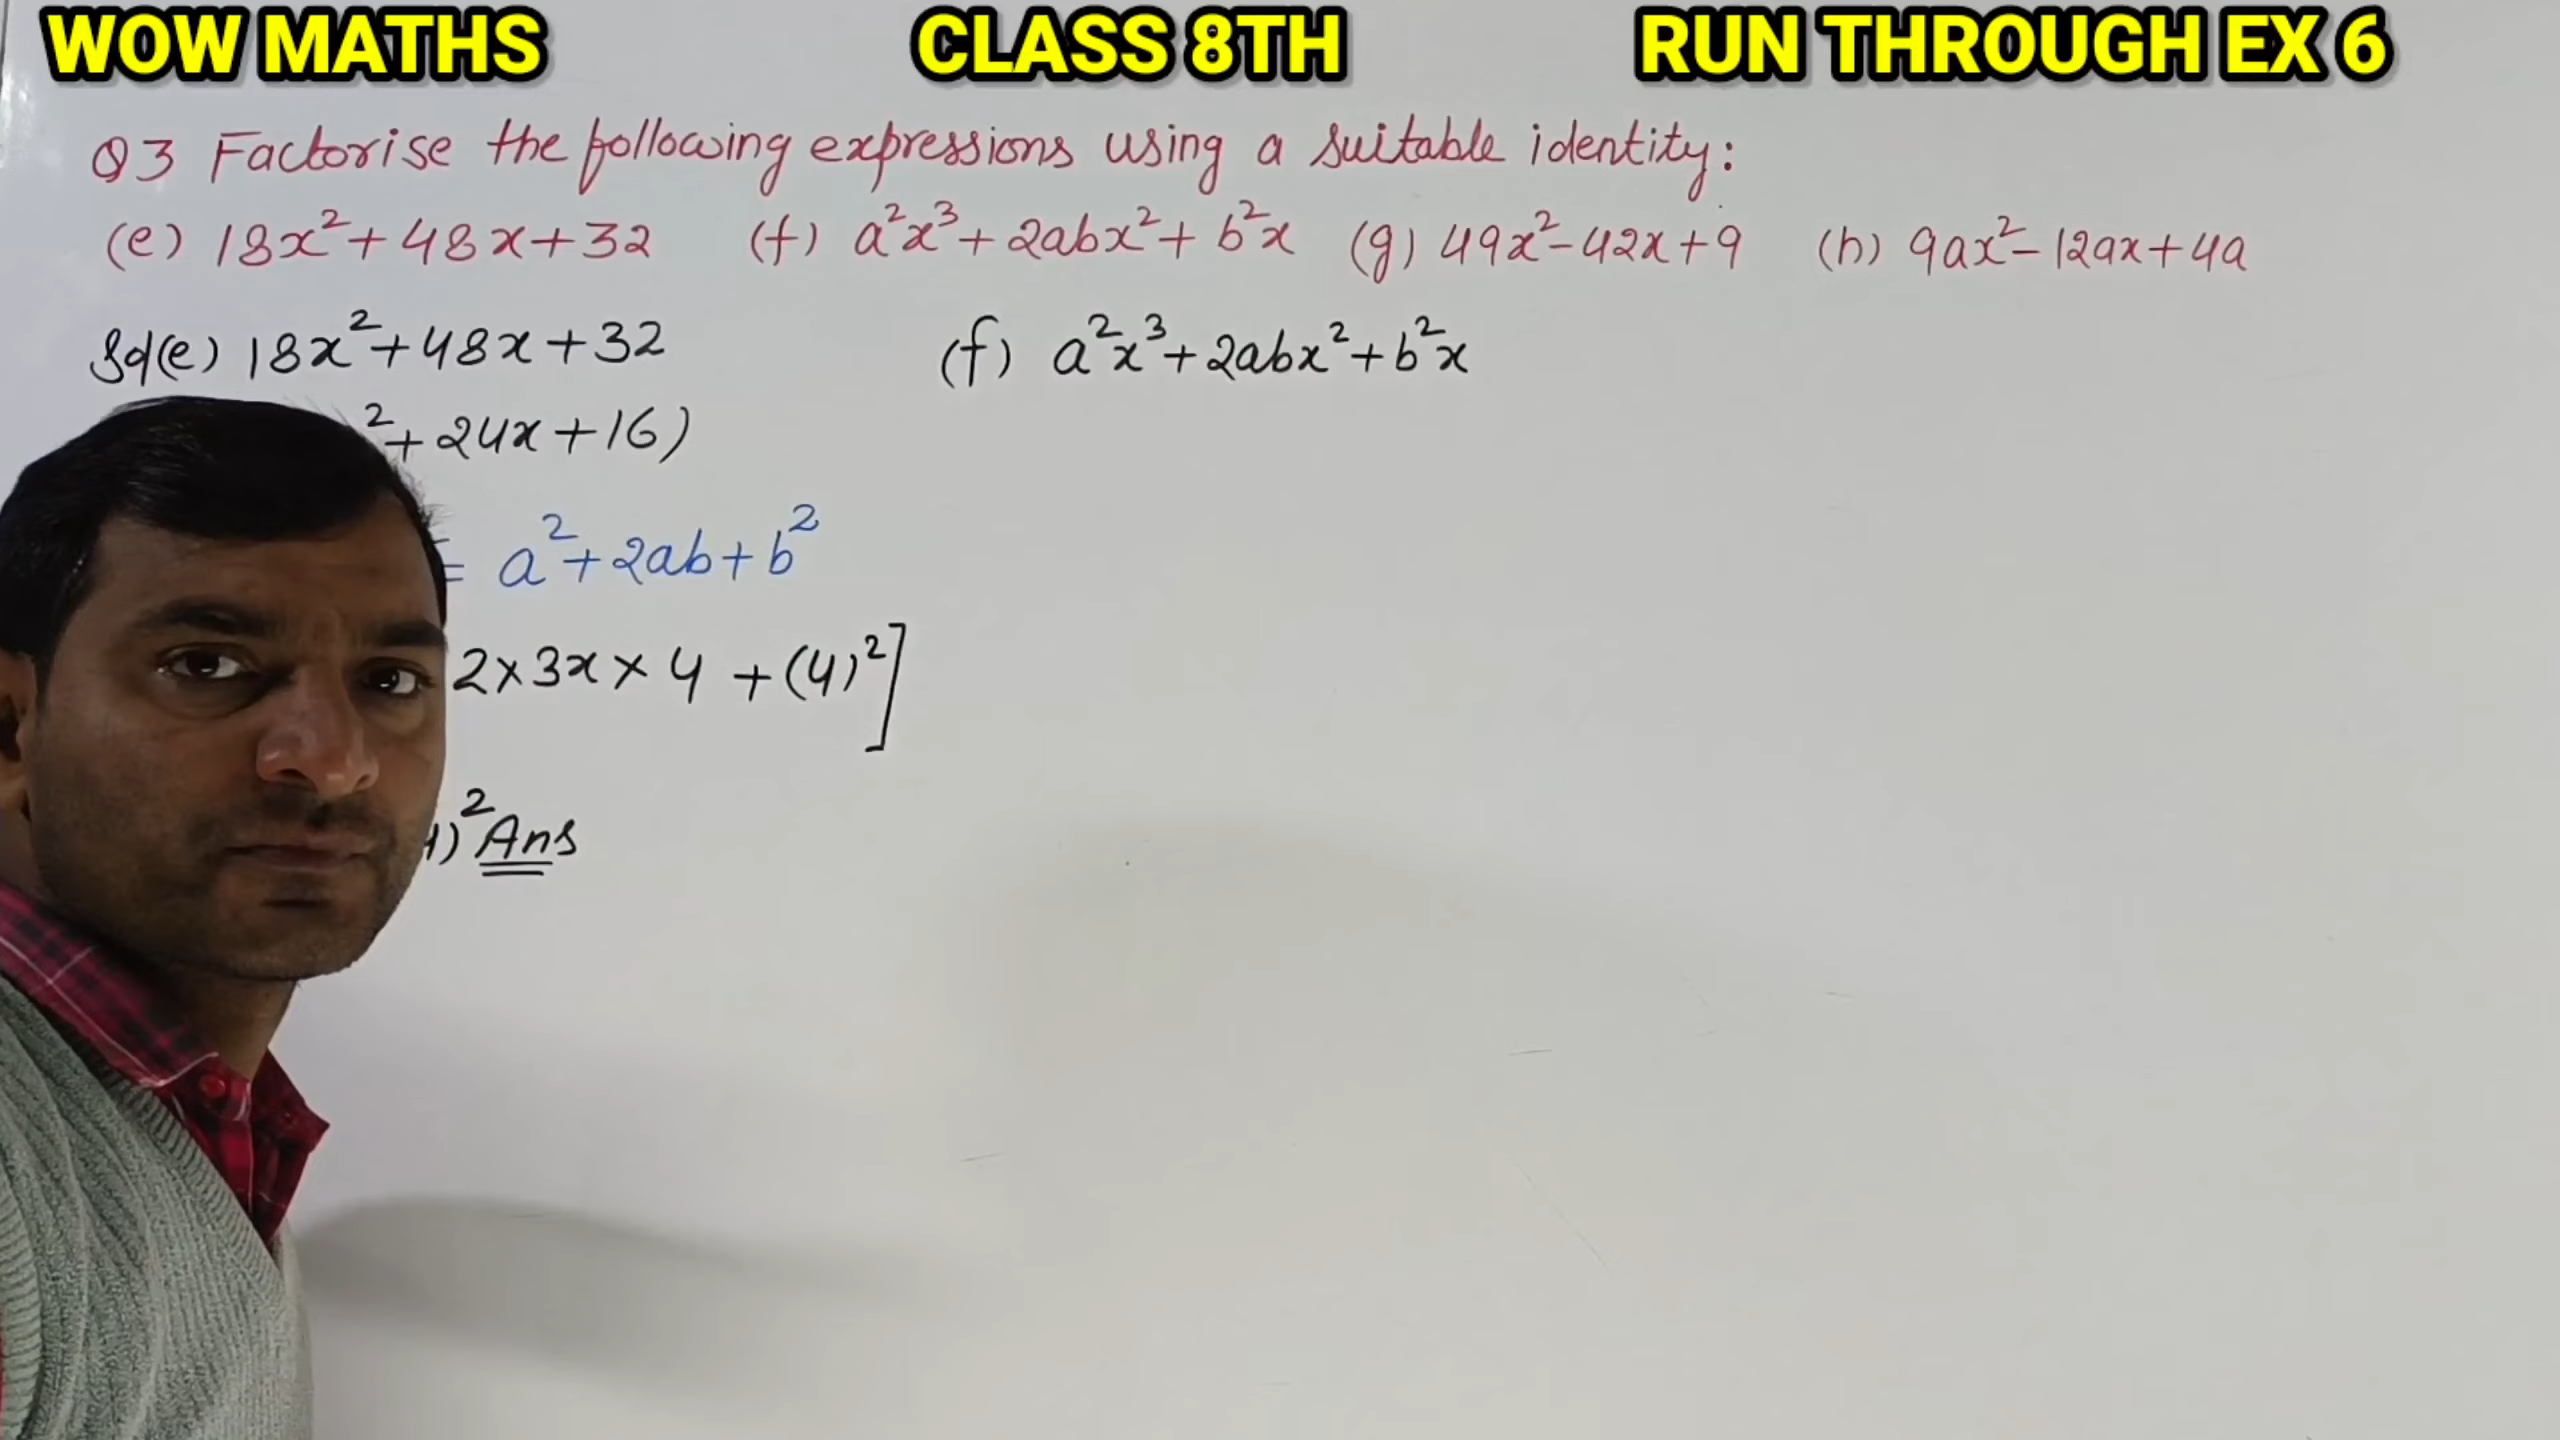 WOW MATHS CLASS 8TH RUN THROUGH EX 6
Q3 Factorise the following expressions using a suitable identity:
(e) 18x²+48x+32 (f) a²x³+2abx²+b²x (g) 49x²-42x+9 (h) 9ax²-12ax+4a
Sol(e) 18x²+48x+32 (f) a²x³+2abx²+b²x
²+24x+16)
= a²+2ab+b²
2×3x×4 +(4)²]
)² Ans